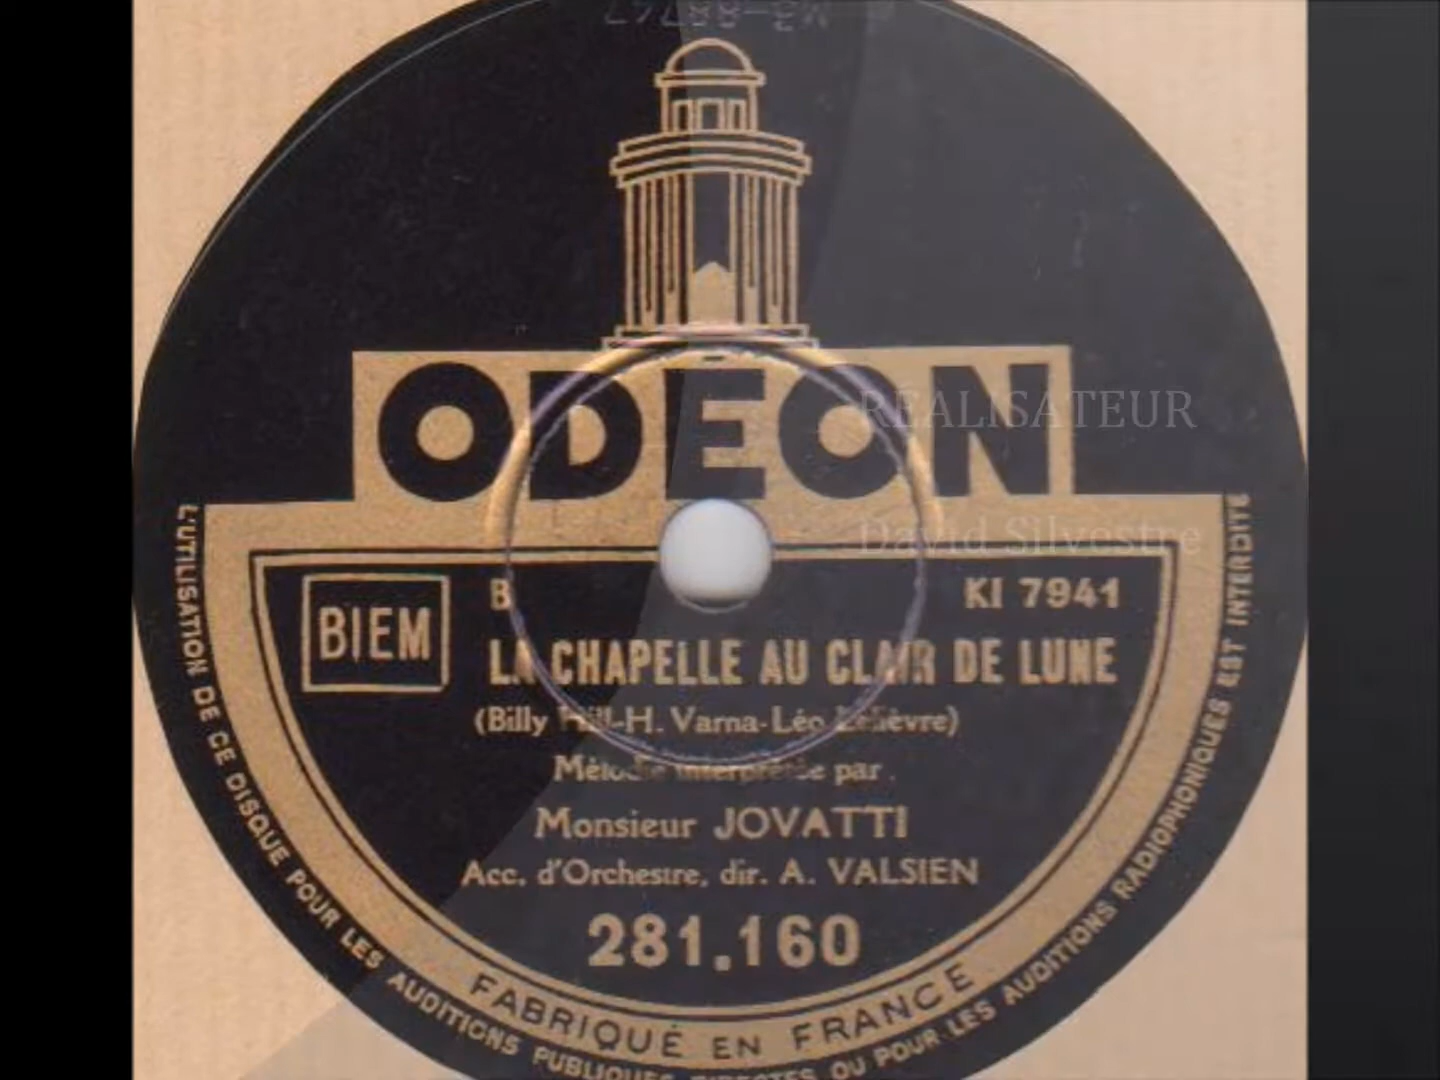 ODEON
RÉALISATEUR
David Silvestre
BIEM
B
KI 7941
LA CHAPELLE AU CLAIR DE LUNE
(Billy Hill-H. Varna-Léo Lelièvre)
Mélodie interprétée par
Monsieur JOVATTI
Acc. d'Orchestre, dir. A. VALSIEN
281.160
FABRIQUÉ EN FRANCE
L'UTILISATION DE CE DISQUE POUR LES AUDITIONS PUBLIQUES DIRECTES OU POUR LES AUDITIONS RADIOPHONIQUES EST INTERDITE